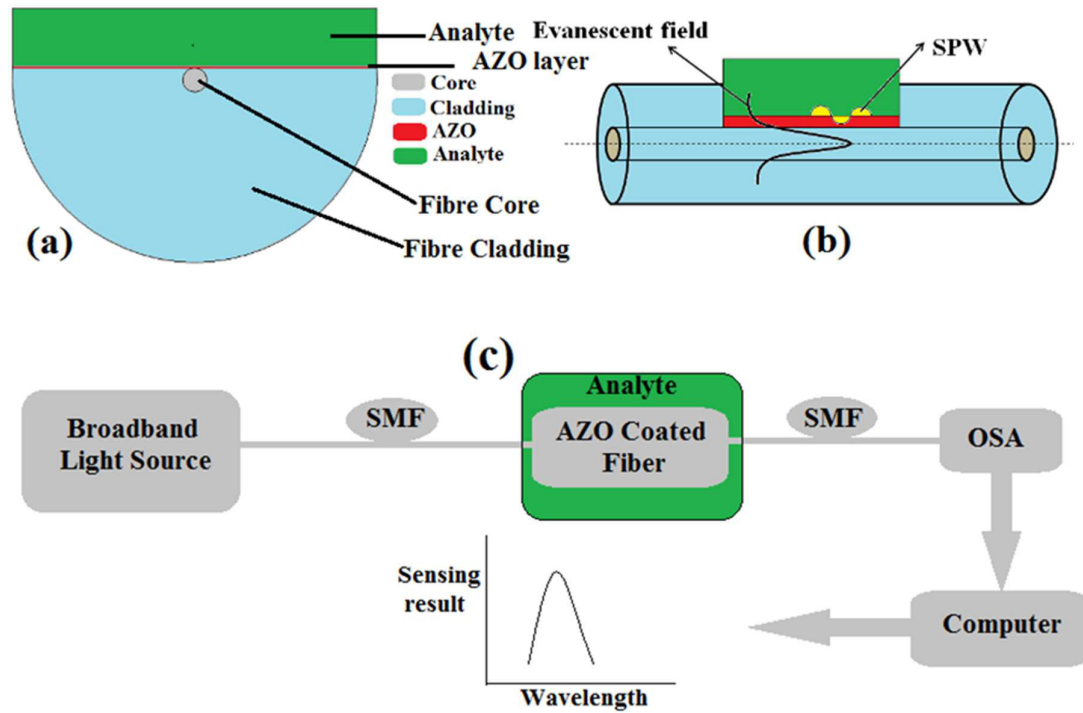 Analyte
AZO layer
Core
Cladding
AZO
Analyte
Fibre Core
Fibre Cladding
(a)
Evanescent field
SPW
(b)
(c)
Broadband
Light Source
SMF
Analyte
AZO Coated
Fiber
SMF
OSA
Computer
Sensing
result
Wavelength